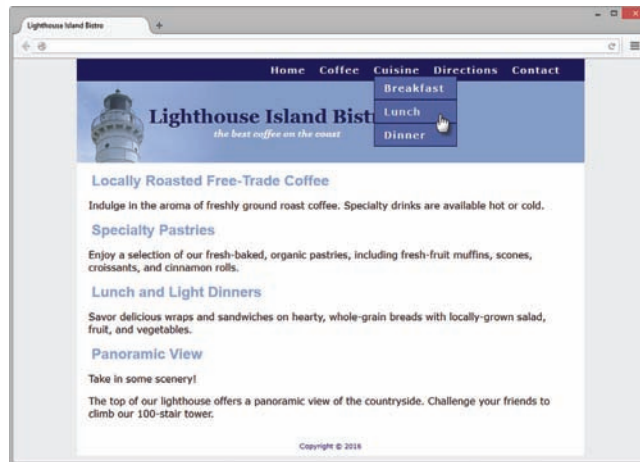 Lighthouse Island Bistro
Home Coffee Cuisine Directions Contact
Breakfast
Lunch
Dinner
Lighthouse Island Bist
the best coffee on the coast
Locally Roasted Free-Trade Coffee
Indulge in the aroma of freshly ground roast coffee. Specialty drinks are available hot or cold.
Specialty Pastries
Enjoy a selection of our fresh-baked, organic pastries, including fresh-fruit muffins, scones,
croissants, and cinnamon rolls.
Lunch and Light Dinners
Savor delicious wraps and sandwiches on hearty, whole-grain breads with locally-grown salad,
fruit, and vegetables.
Panoramic View
Take in some scenery!
The top of our lighthouse offers a panoramic view of the countryside. Challenge your friends to
climb our 100-stair tower.
Copyright © 2016